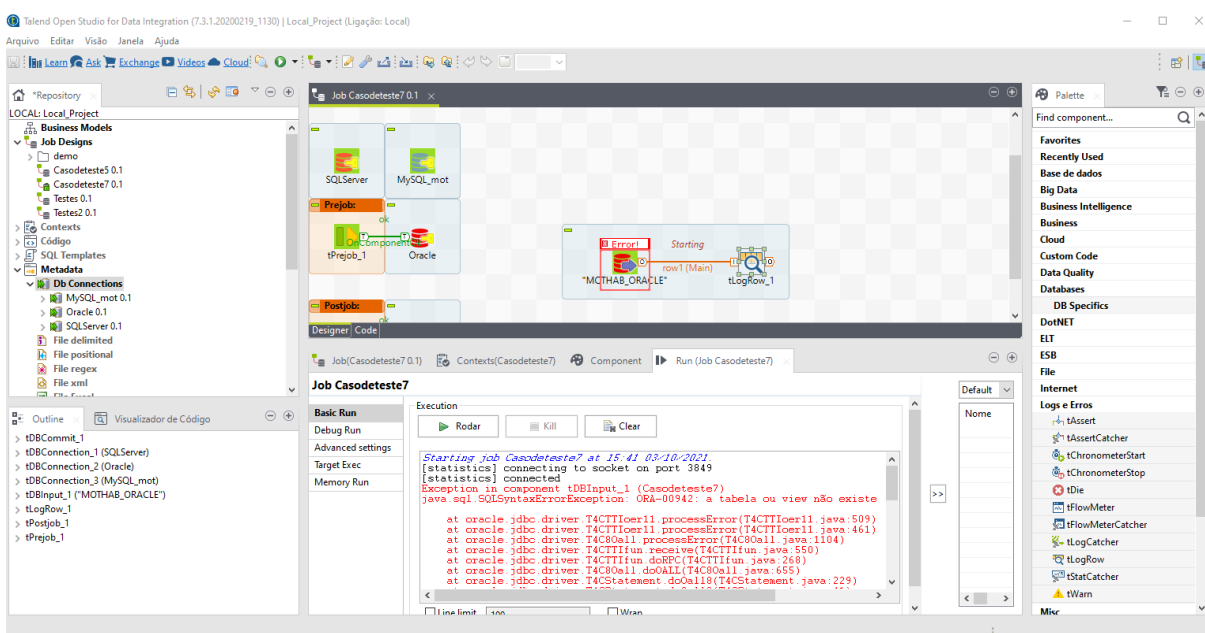 Talend Open Studio for Data Integration (7.3.1.20200219_1130) | Local_Project (Ligação: Local)
Arquivo Editar Visão Janela Ajuda
Learn Ask Exchange Videos Cloud
*Repository
LOCAL: Local_Project
Business Models
Job Designs
demo
Casodeteste5 0.1
Casodeteste7 0.1
Testes 0.1
Testes2 0.1
Contexts
Código
SQL Templates
Metadata
Db Connections
MySQL_mot 0.1
Oracle 0.1
SQLServer 0.1
File delimited
File positional
File regex
File xml
Outline
Visualizador de Código
tDBCommit_1
tDBConnection_1 (SQLServer)
tDBConnection_2 (Oracle)
tDBConnection_3 (MySQL_mot)
tDBInput_1 ("MOTHAB_ORACLE")
tLogRow_1
tPostjob_1
tPrejob_1
Job Casodeteste7 0.1
SQLServer
MySQL_mot
Prejob:
ok
tPrejob_1
Oracle
Error!
Starting
row1 (Main)
"MOTHAB_ORACLE"
tLogRow_1
Postjob:
ok
Designer Code
Job(Casodeteste7 0.1)
Contexts(Casodeteste7)
Component
Run (Job Casodeteste7)
Job Casodeteste7
Basic Run
Debug Run
Advanced settings
Target Exec
Memory Run
Execution
Rodar
Kill
Clear
Starting job Casodeteste7 at 15:41 03/10/2021.
[statistics] connecting to socket on port 3849
[statistics] connected
Exception in component tDBInput_1 (Casodeteste7)
java.sql.SQLSyntaxErrorException: ORA-00942: a tabela ou view não existe
at oracle.jdbc.driver.T4CTTIoer11.processError(T4CTTIoer11.java:509)
at oracle.jdbc.driver.T4CTTIoer11.processError(T4CTTIoer11.java:461)
at oracle.jdbc.driver.T4C8Oall.processError(T4C8Oall.java:1104)
at oracle.jdbc.driver.T4CTTIfun.receive(T4CTTIfun.java:550)
at oracle.jdbc.driver.T4CTTIfun.doRPC(T4CTTIfun.java:268)
at oracle.jdbc.driver.T4C8Oall.doOALL(T4C8Oall.java:655)
at oracle.jdbc.driver.T4CStatement.doOall8(T4CStatement.java:229)
Line limit 100
Wrap
>>
Default
Nome
Palette
Find component...
Favorites
Recently Used
Base de dados
Big Data
Business Intelligence
Business
Cloud
Custom Code
Data Quality
Databases
DB Specifics
DotNET
ELT
ESB
File
Internet
Logs e Erros
tAssert
tAssertCatcher
tChronometerStart
tChronometerStop
tDie
tFlowMeter
tFlowMeterCatcher
tLogCatcher
tLogRow
tStatCatcher
tWarn
Misc